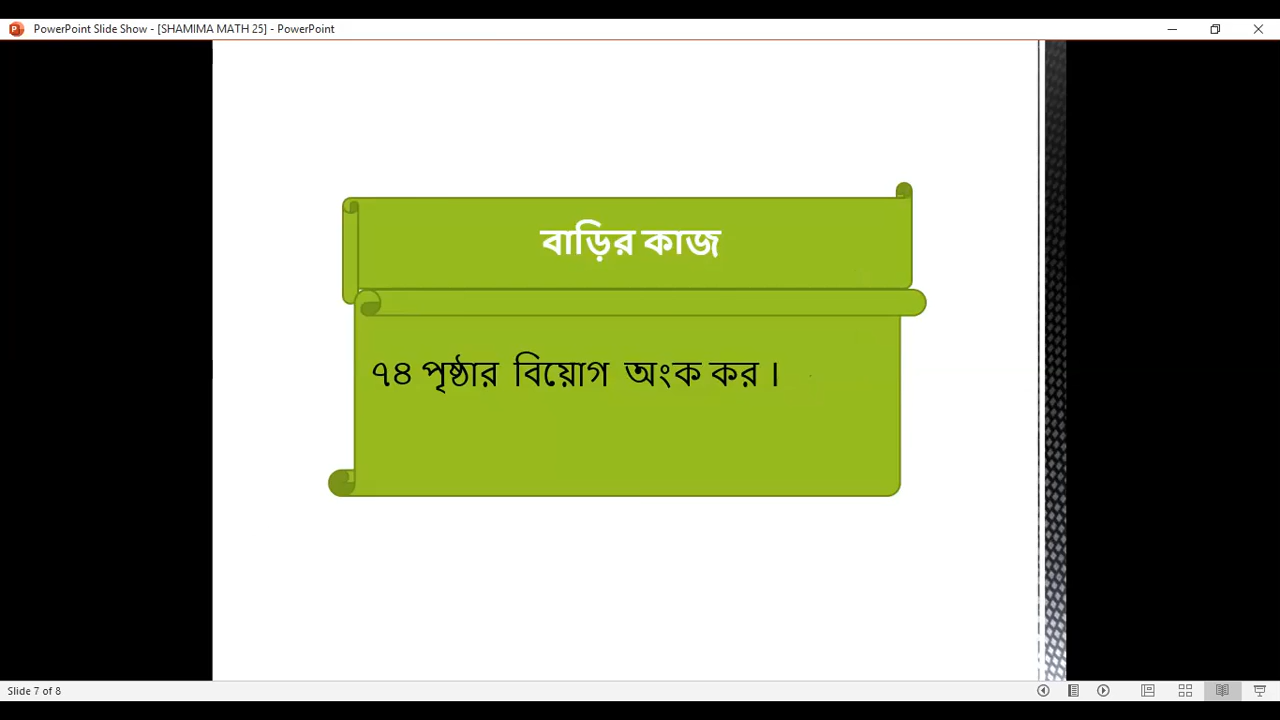 PowerPoint Slide Show - [SHAMIMA MATH 25] - PowerPoint
বাড়ির কাজ
৭৪ পৃষ্ঠার বিয়োগ অংক কর ।
Slide 7 of 8